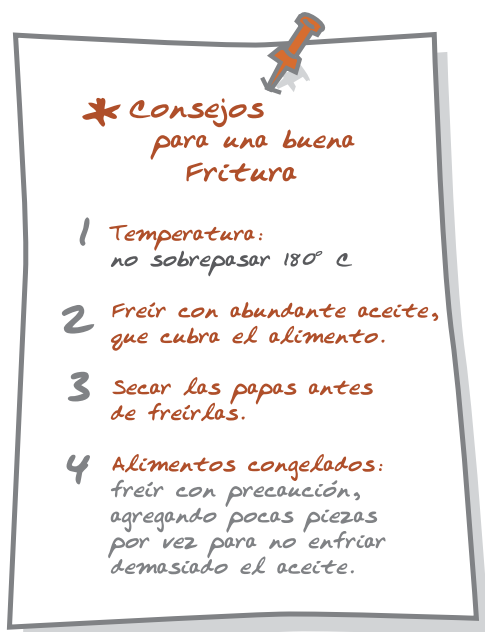 * Consejos
para una buena
Fritura
1 Temperatura:
no sobrepasar 180° C
2 Freír con abundante aceite,
que cubra el alimento.
3 Secar las papas antes
de freírlas.
4 Alimentos congelados:
freír con precaución,
agregando pocas piezas
por vez para no enfriar
demasiado el aceite.